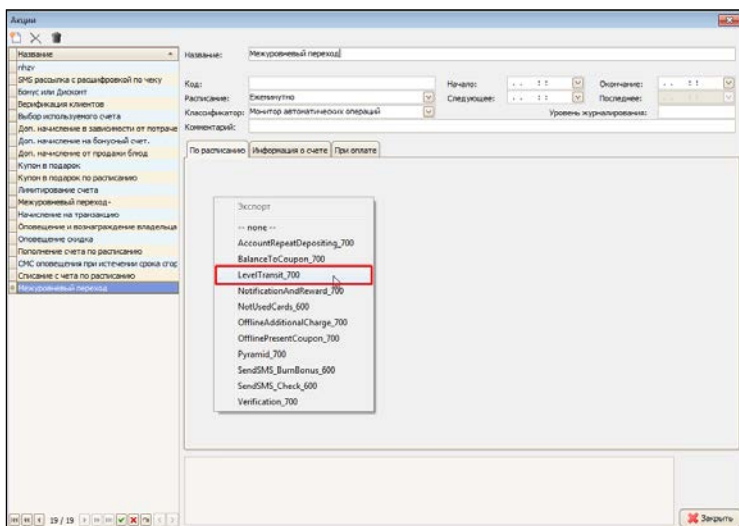 Акции
Название
nhzv
SMS рассылка с расшифровкой по чеку
Бонус или Дисконт
Верификация клиентов
Выбор используемого счета
Доп. начисление в зависимости от потраче
Доп. начисление на бонусный счет.
Доп. начисление от продажи блюд
Купон в подарок
Купон в подарок по расписанию
Лимитирование счета
Межуровневый переход-
Начисление на транзакцию
Оповещение и вознаграждение владельца
Оповещение скидка
Пополнение счета по расписанию
СМС оповещения при истечении срока сгор
Списание с чета по расписанию
Межуровневый переход
19 / 19
Название: Межуровневый переход
Код: Начало: . . : : Окончание: . . : :
Расписание: Ежеминутно Следующее: . . : : Последнее: . . : :
Классификатор: Монитор автоматических операций Уровень журналирования:
Комментарий:
По расписанию Информация о счете При оплате
Экспорт
-- none --
AccountRepeatDepositing_700
BalanceToCoupon_700
LevelTransit_700
NotificationAndReward_700
NotUsedCards_600
OfflineAdditionalCharge_700
OfflinePresentCoupon_700
Pyramid_700
SendSMS_BurnBonus_600
SendSMS_Check_600
Verification_700
Закрыть